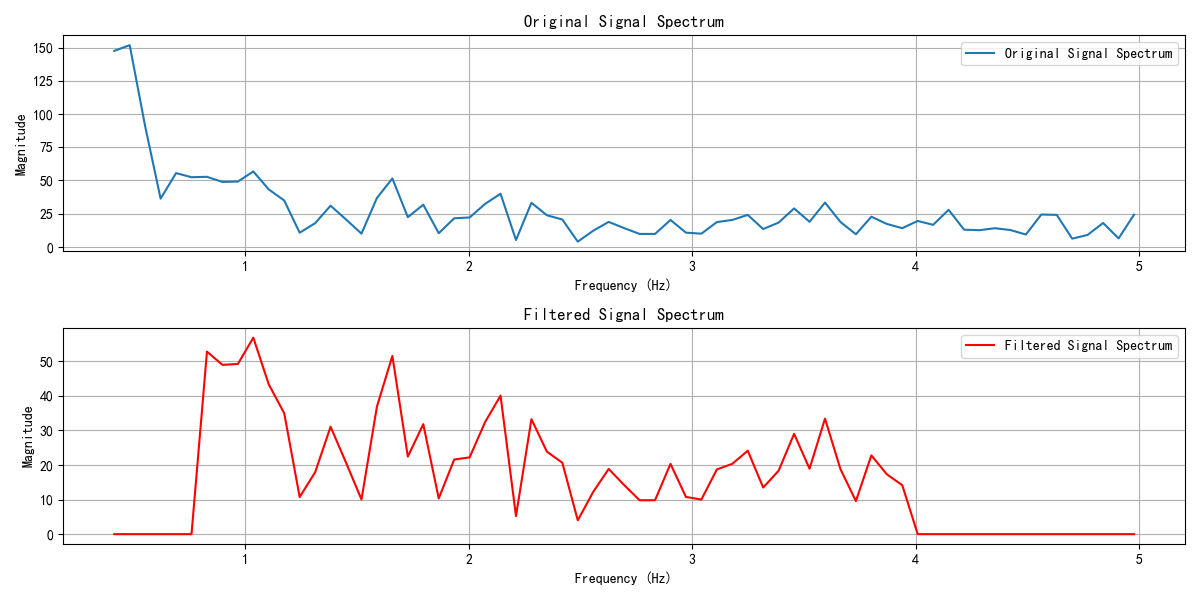 Original Signal Spectrum
150
125
100
75
50
25
0
Magnitude
Original Signal Spectrum
1 2 3 4 5
Frequency (Hz)
Filtered Signal Spectrum
50
40
30
20
10
0
Magnitude
Filtered Signal Spectrum
1 2 3 4 5
Frequency (Hz)